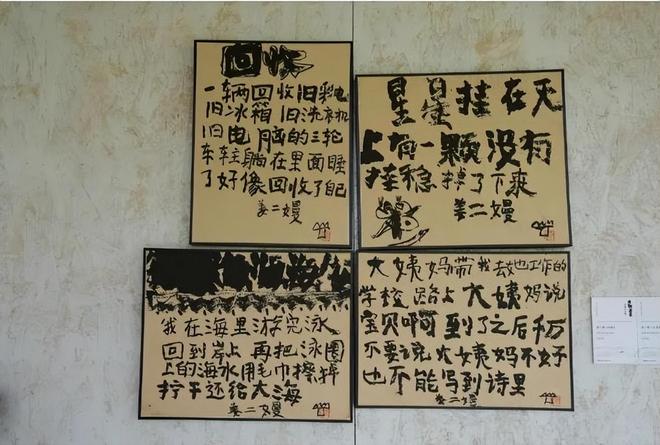 回收
一辆回收旧彩电
旧冰箱旧洗衣机
旧电脑的三轮
车车主躺在里面睡
了好像回收了自己
姜二嫚
星星挂在天
上有一颗没有
挂稳 掉了下来
姜二嫚
我在海里游完泳
回到岸上 再把泳圈
上的海水用毛巾擦掉
拧干还给大海
姜二嫚
大姨妈带我去她工作的
学校 路上 大姨妈说
宝贝啊 到了之后千万
不要说大姨妈不好
也不能写到诗里
姜二嫚